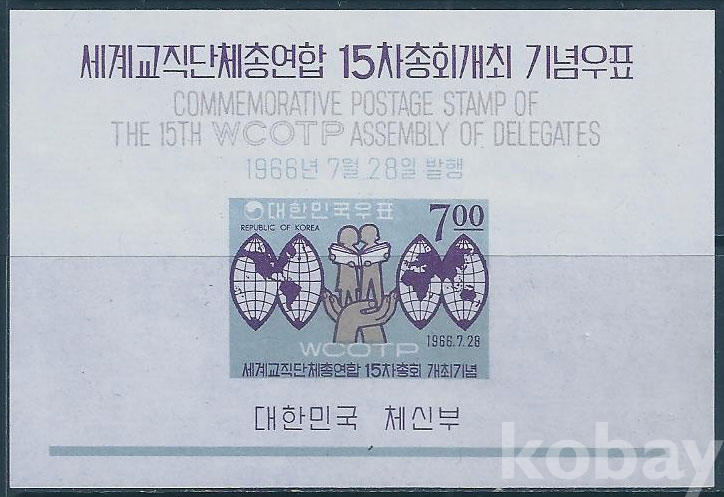 세계교직단체총연합 15차총회개최 기념우표
COMMEMORATIVE POSTAGE STAMP OF
THE 15TH WCOTP ASSEMBLY OF DELEGATES
1966년 7월 28일 발행
대한민국우표 7.00
REPUBLIC OF KOREA
1966.7.28
WCOTP
세계교직단체총연합 15차총회 개최기념
대한민국 체신부
kobay